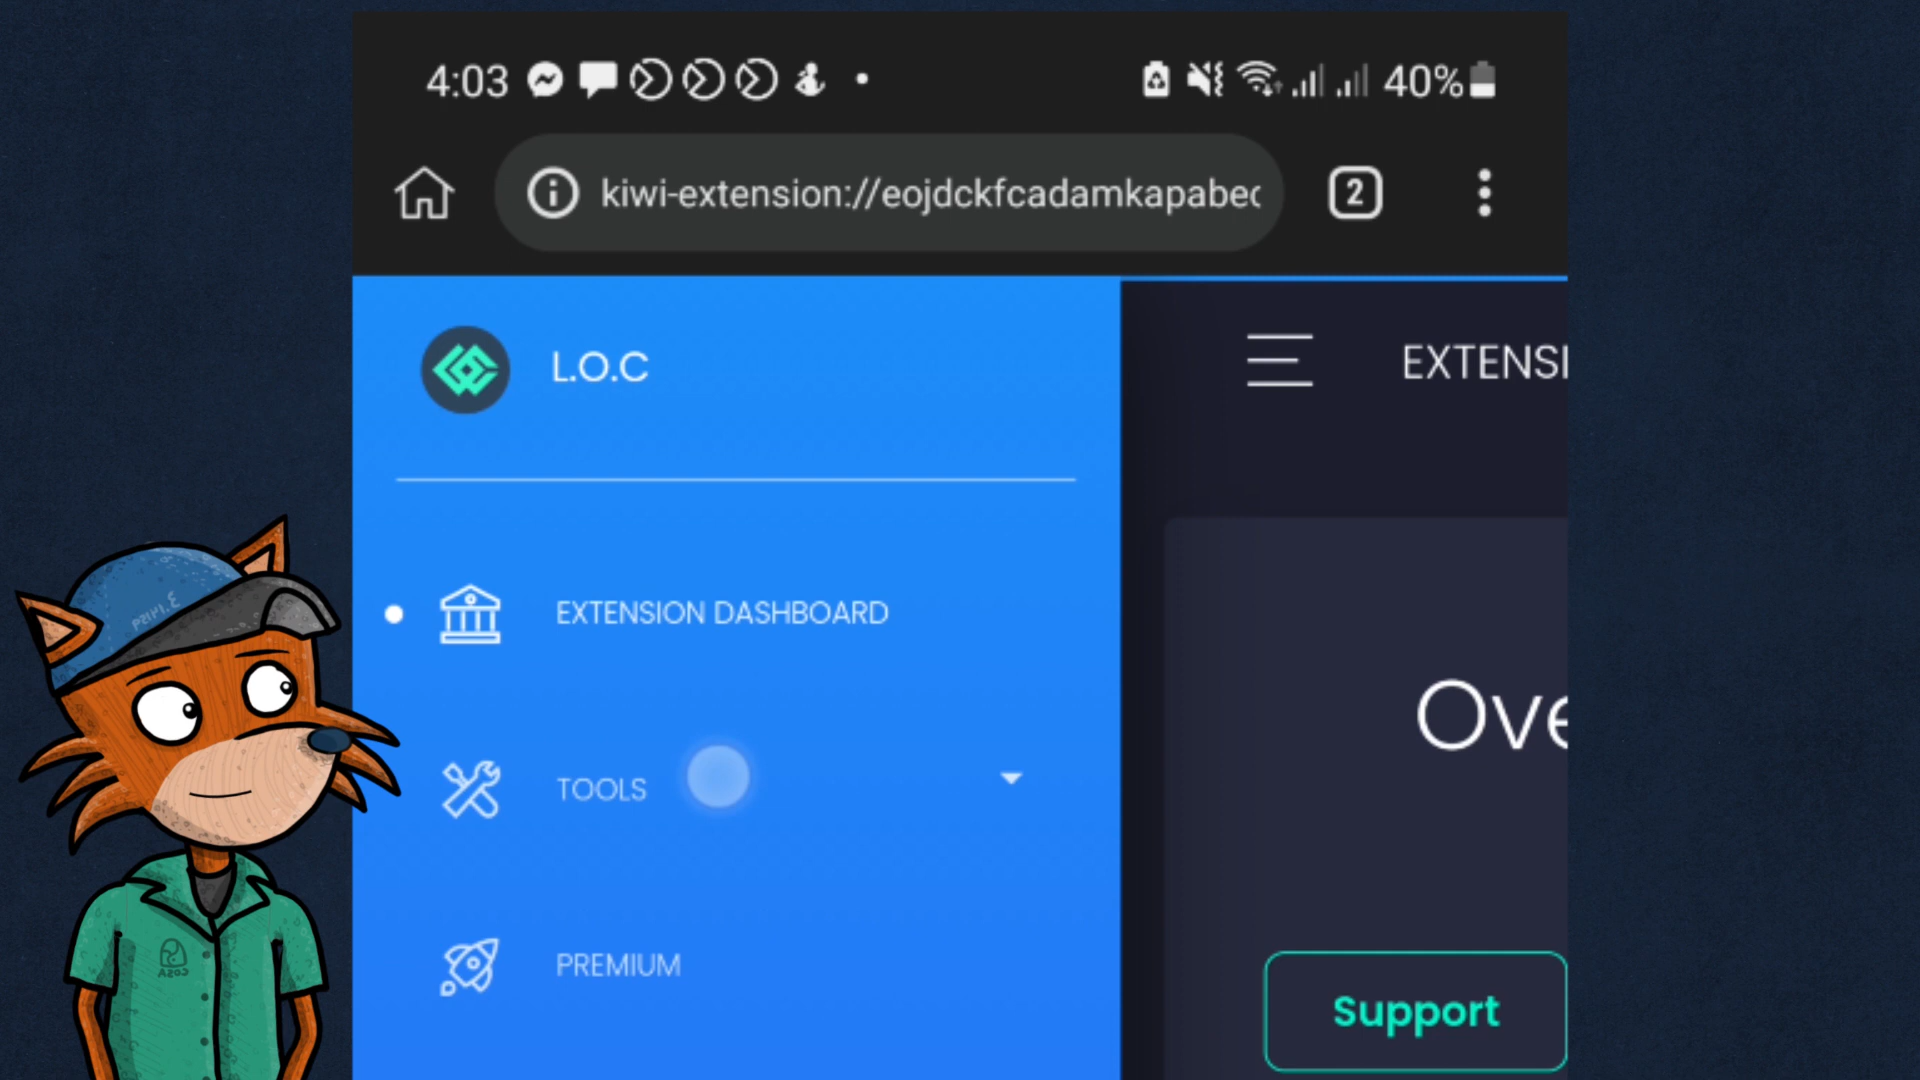 4:03
40%
kiwi-extension://eojdckfcadamkapabec
2
L.O.C
EXTENSI
EXTENSION DASHBOARD
Ove
TOOLS
PREMIUM
Support